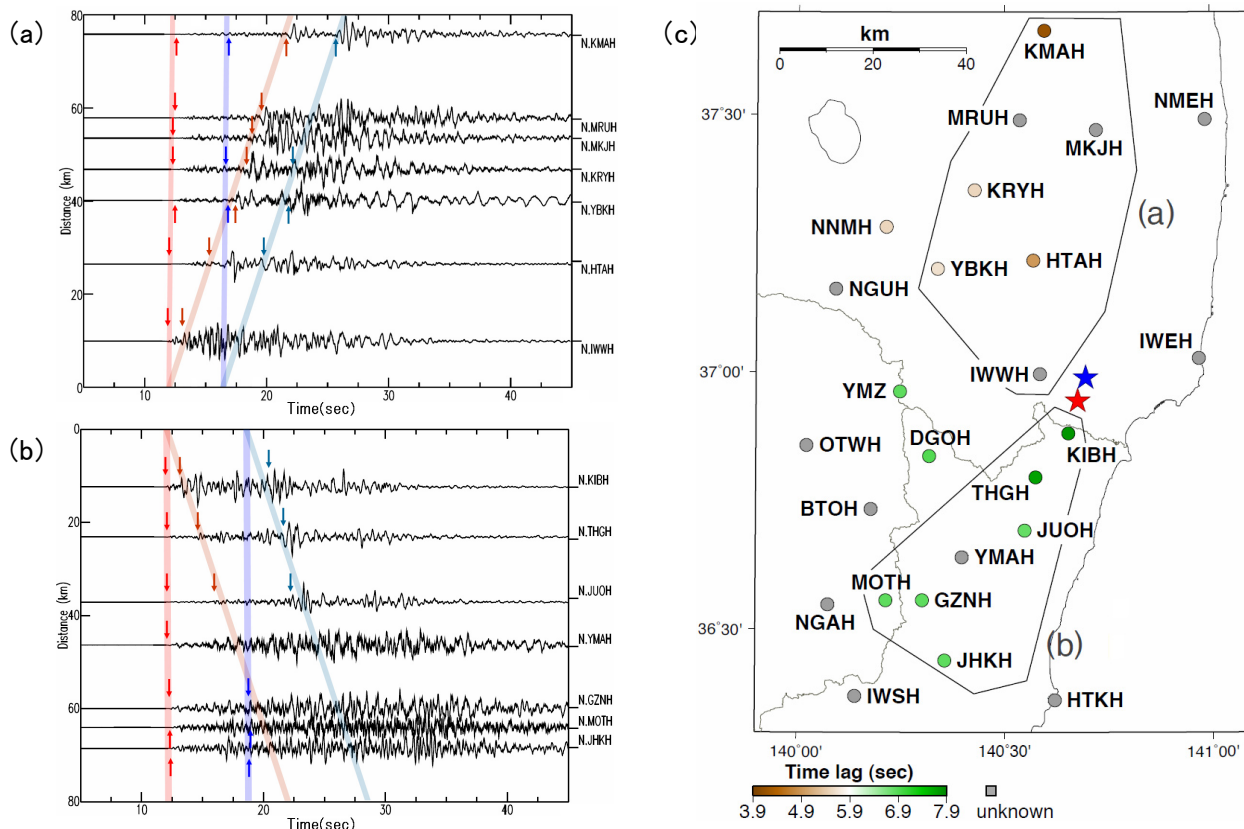 (a)
80
60
40
20
0
Distance (km)
N.KMAH
N.MRUH
N.MKJH
N.KRYH
N.YBKH
N.HTAH
N.IWWH
10
20
30
40
Time(sec)
(b)
0
20
40
60
80
Distance (km)
N.KIBH
N.THGH
N.JUOH
N.YMAH
N.GZNH
N.MOTH
N.JHKH
10
20
30
40
Time(sec)
(c)
km
0 20 40
KMAH
NMEH
MRUH
MKJH
KRYH
(a)
NNMH
YBKH
HTAH
NGUH
IWEH
IWWH
YMZ
DGOH
OTWH
KIBH
THGH
BTOH
JUOH
YMAH
MOTH
GZNH
NGAH
(b)
JHKH
IWSH
HTKH
37°30'
37°00'
36°30'
140°00' 140°30' 141°00'
Time lag (sec)
3.9 4.9 5.9 6.9 7.9
unknown